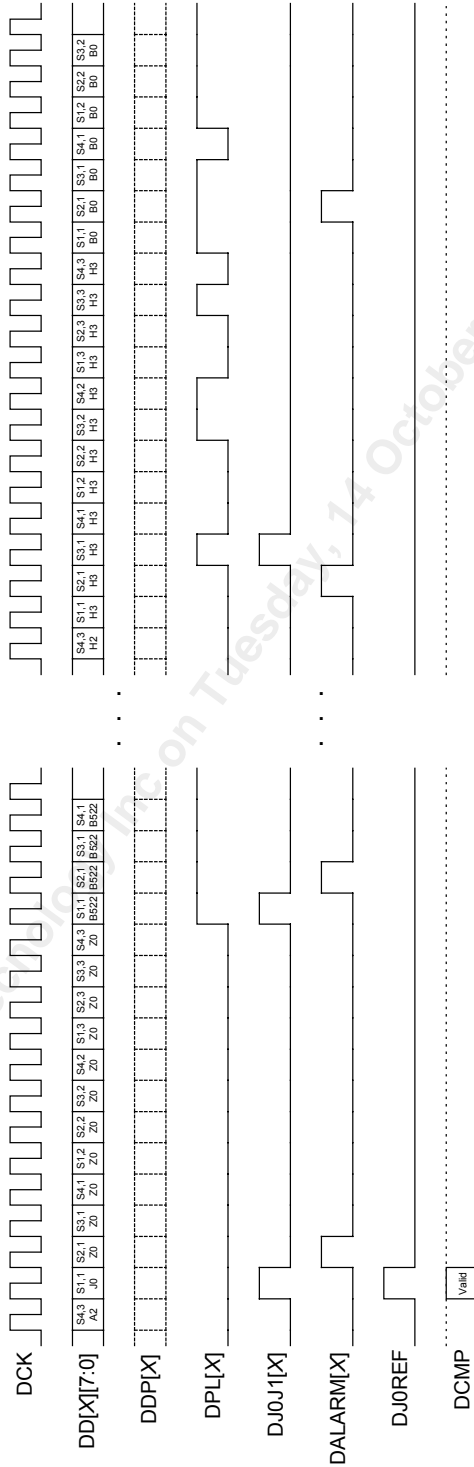 DCK
DD[X][7:0]
S4,3 S1,1 S2,1 S3,1 S4,1 S1,2 S2,2 S3,2 S4,2 S1,3 S2,3 S3,3 S4,3 S1,1 S2,1 S3,1 S4,1 S4,3 S1,1 S2,1 S3,1 S4,1 S1,2 S2,2 S3,2 S4,2 S1,3 S2,3 S3,3 S4,3 S1,1 S2,1 S3,1 S4,1 S1,2 S2,2 S3,2
A2 J0 Z0 Z0 Z0 Z0 Z0 Z0 Z0 Z0 Z0 Z0 Z0 B522 B522 B522 B522 H2 H3 H3 H3 H3 H3 H3 H3 H3 H3 H3 H3 H3 B0 B0 B0 B0 B0 B0 B0
DDP[X]
. . .
DPL[X]
DJ0J1[X]
DALARM[X]
. . .
DJ0REF
DCMP
Valid
Inc on Tuesday, 14 October